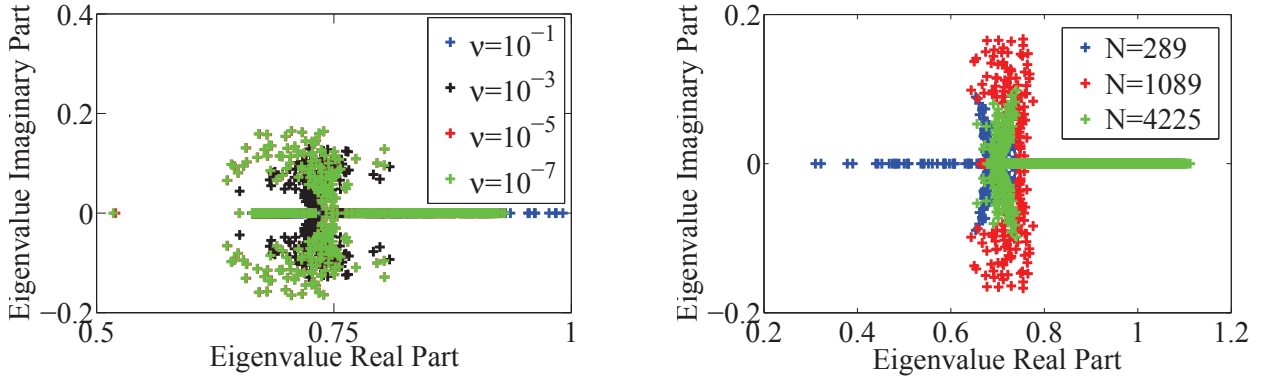 0.4
0.2
0
−0.2
0.5
0.75
1
Eigenvalue Imaginary Part
Eigenvalue Real Part
ν=10⁻¹
ν=10⁻³
ν=10⁻⁵
ν=10⁻⁷
0.2
0
−0.2
0.2
0.4
0.6
0.8
1
1.2
Eigenvalue Imaginary Part
Eigenvalue Real Part
N=289
N=1089
N=4225